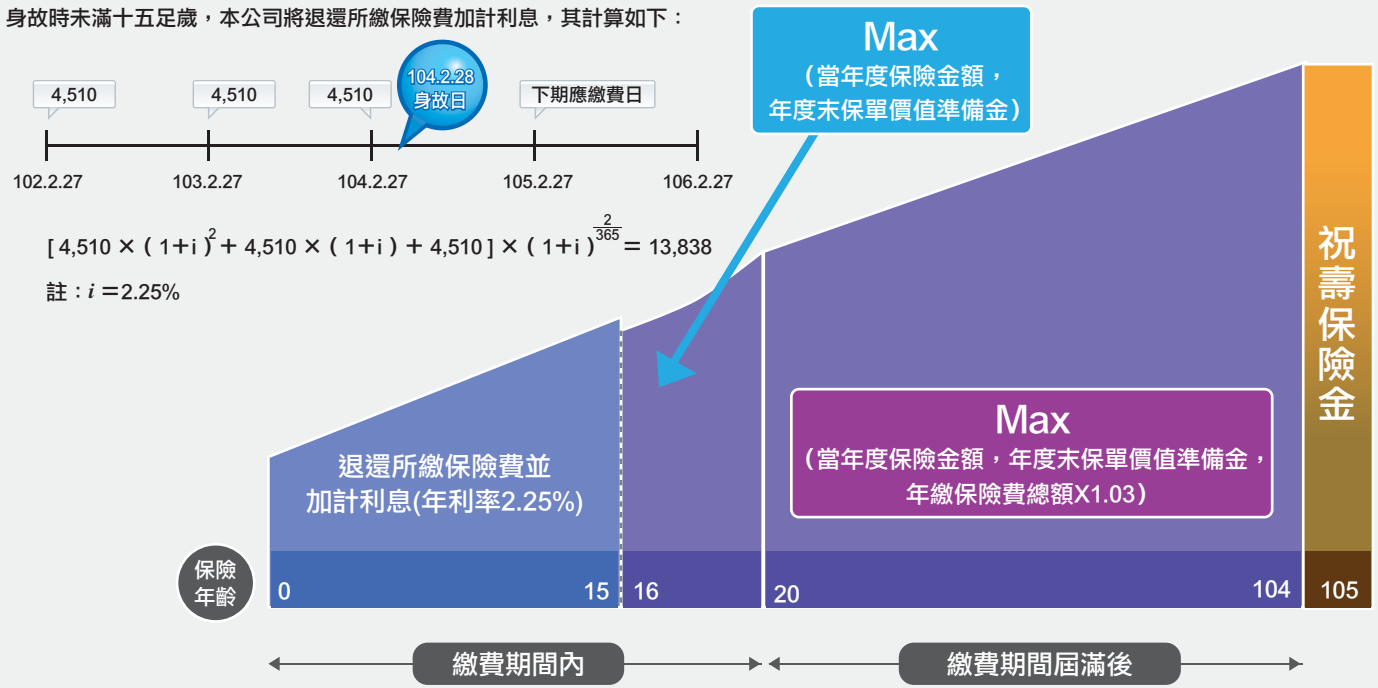 身故時未滿十五足歲，本公司將退還所繳保險費加計利息，其計算如下：
4,510
4,510
4,510
104.2.28
身故日
下期應繳費日
102.2.27
103.2.27
104.2.27
105.2.27
106.2.27
[ 4,510 × ( 1+i )² + 4,510 × ( 1+i ) + 4,510 ] × ( 1+i )^(2/365) = 13,838
註：i＝2.25%
Max
（當年度保險金額，
年度末保單價值準備金）
退還所繳保險費並
加計利息(年利率2.25%)
Max
（當年度保險金額，年度末保單價值準備金，
年繳保險費總額X1.03）
祝壽保險金
保險
年齡
0
15
16
20
104
105
繳費期間內
繳費期間屆滿後